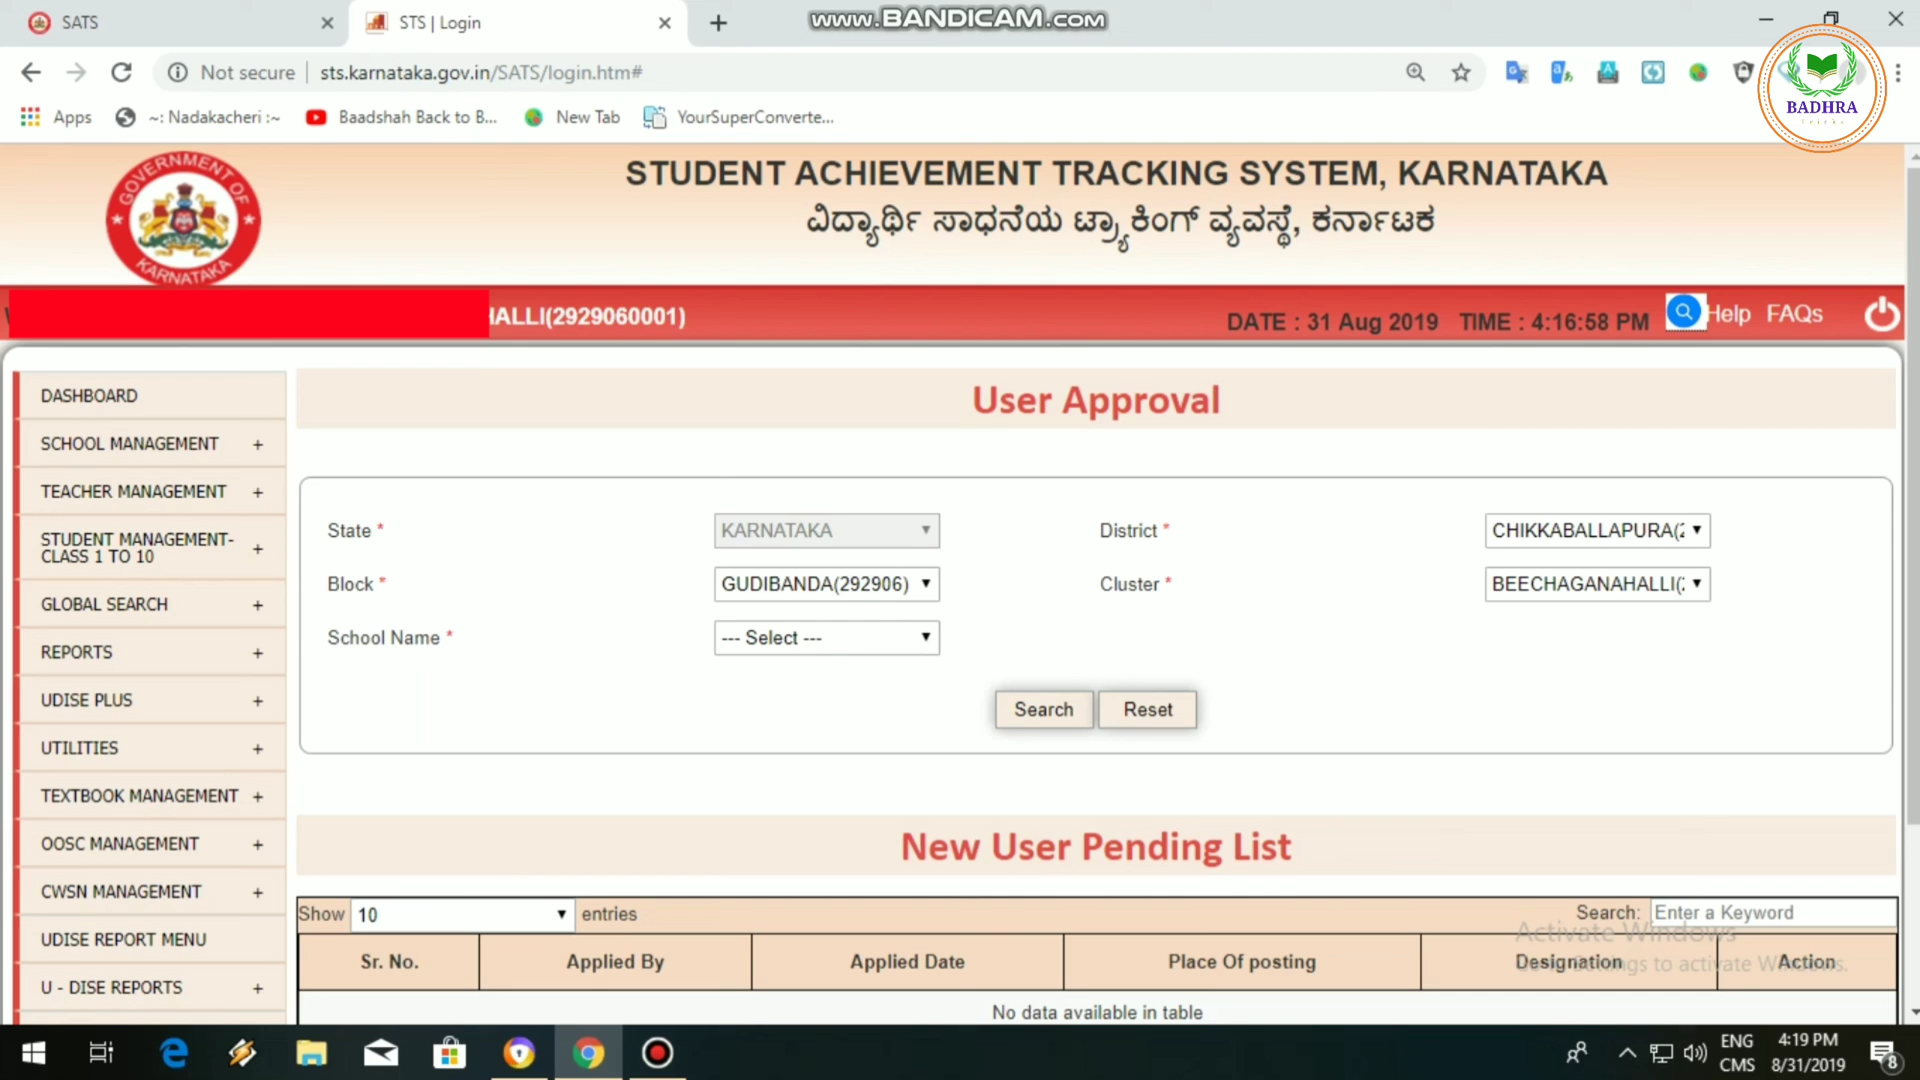 SATS
STS | Login
www.BANDICAM.com
Not secure
sts.karnataka.gov.in/SATS/login.htm#
Apps
~: Nadakacheri :~
Baadshah Back to B...
New Tab
YourSuperConverte...
BADHRA
Tricks
GOVERNMENT OF
KARNATAKA
STUDENT ACHIEVEMENT TRACKING SYSTEM, KARNATAKA
ವಿದ್ಯಾರ್ಥಿ ಸಾಧನೆಯ ಟ್ರ್ಯಾಕಿಂಗ್ ವ್ಯವಸ್ಥೆ, ಕರ್ನಾಟಕ
HALLI(2929060001)
DATE : 31 Aug 2019 TIME : 4:16:58 PM
Help FAQs
DASHBOARD
SCHOOL MANAGEMENT +
TEACHER MANAGEMENT +
STUDENT MANAGEMENT-
CLASS 1 TO 10 +
GLOBAL SEARCH +
REPORTS +
UDISE PLUS +
UTILITIES +
TEXTBOOK MANAGEMENT +
OOSC MANAGEMENT +
CWSN MANAGEMENT +
UDISE REPORT MENU
U - DISE REPORTS +
User Approval
State * KARNATAKA District * CHIKKABALLAPURA(2
Block * GUDIBANDA(292906) Cluster * BEECHAGANAHALLI(
School Name * --- Select ---
Search Reset
New User Pending List
Show 10 entries Search: Enter a Keyword
Activate Windows
Sr. No. Applied By Applied Date Place Of posting Designation Action
Go to Settings to activate Windows.
No data available in table
ENG 4:19 PM
CMS 8/31/2019
8